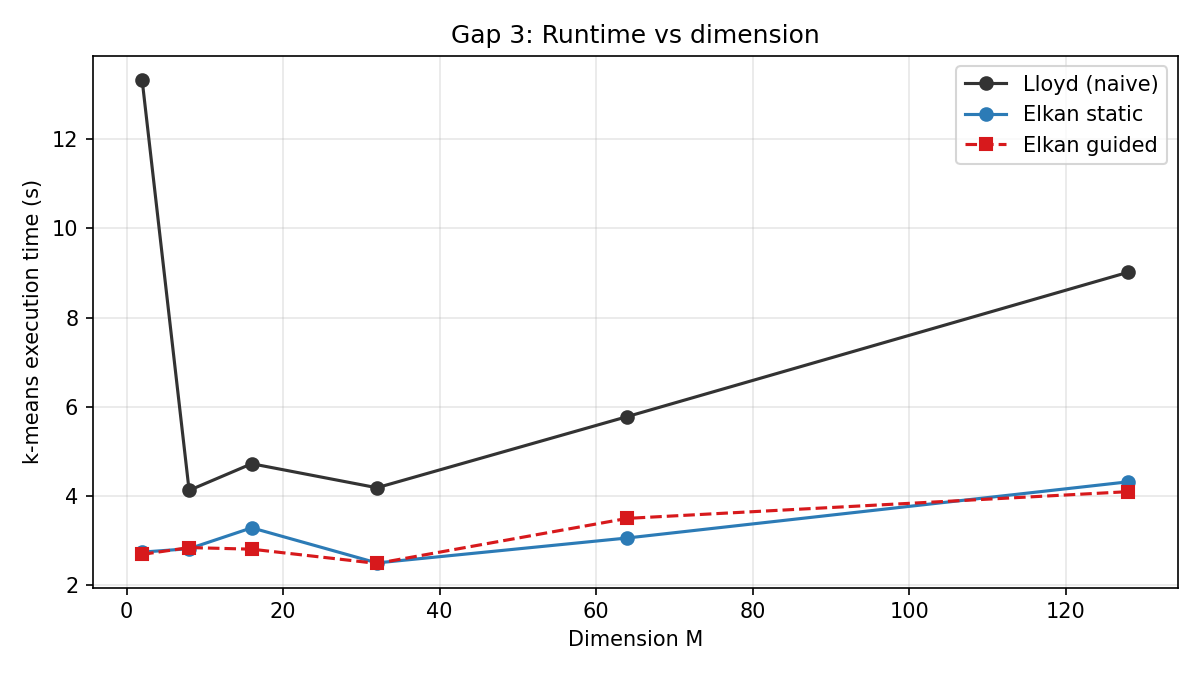 Gap 3: Runtime vs dimension
Lloyd (naive)
Elkan static
Elkan guided
k-means execution time (s)
12
10
8
6
4
2
0 20 40 60 80 100 120
Dimension M